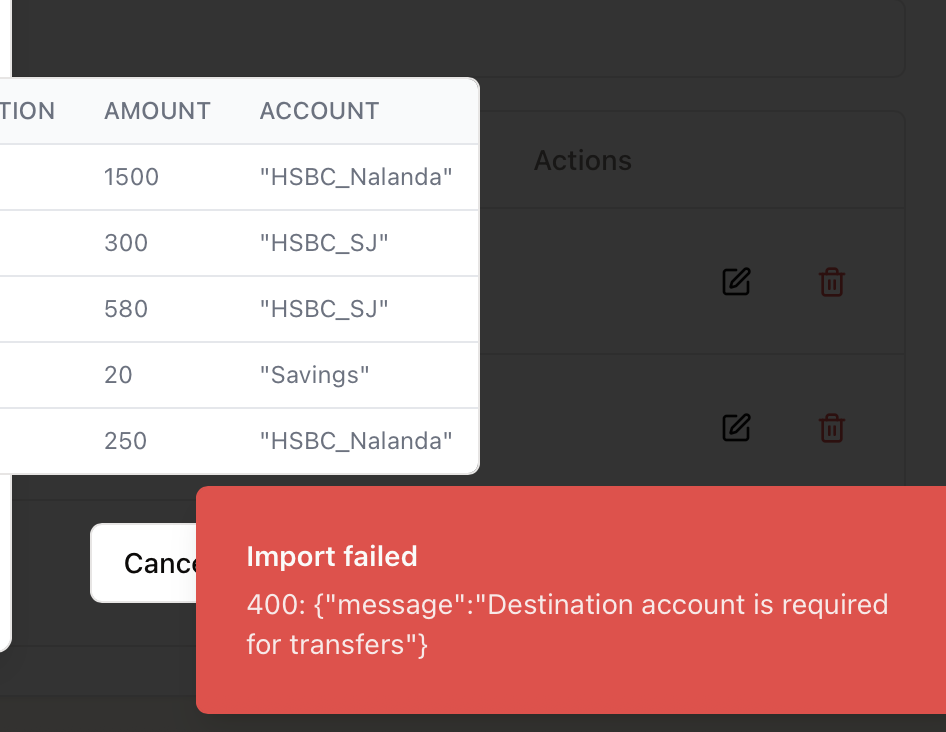 TION AMOUNT ACCOUNT
Actions
1500 "HSBC_Nalanda"
300 "HSBC_SJ"
580 "HSBC_SJ"
20 "Savings"
250 "HSBC_Nalanda"
Cance
Import failed
400: {"message":"Destination account is required
for transfers"}